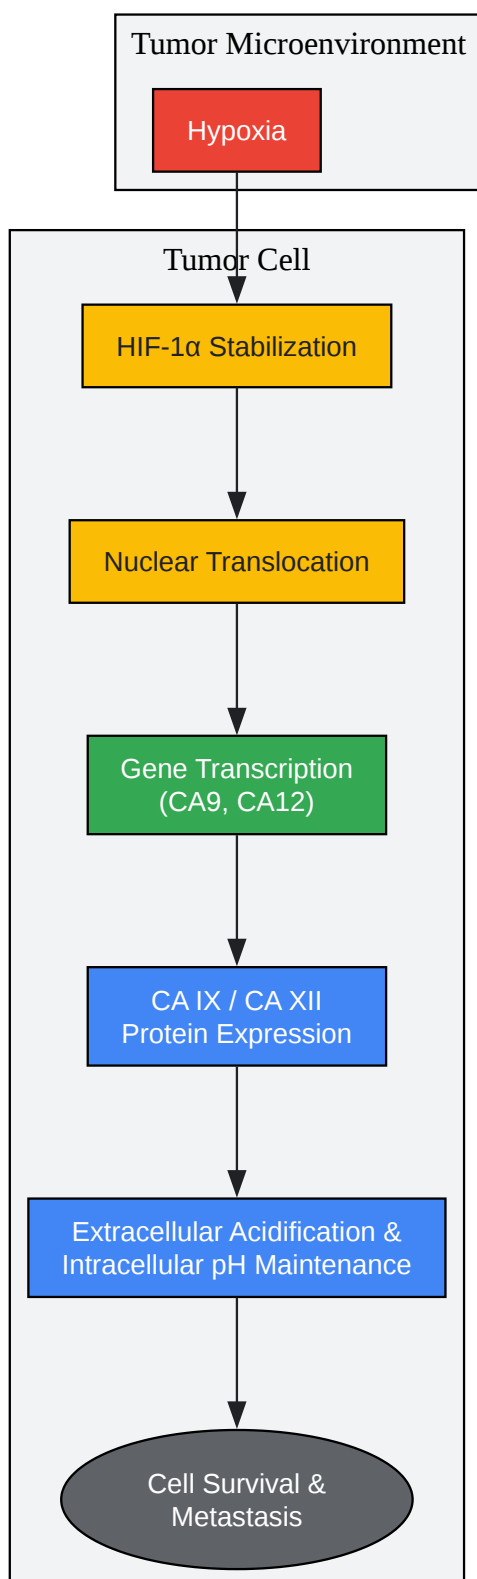 Tumor Microenvironment
Hypoxia
Tumor Cell
HIF-1α Stabilization
Nuclear Translocation
Gene Transcription
(CA9, CA12)
CA IX / CA XII
Protein Expression
Extracellular Acidification &
Intracellular pH Maintenance
Cell Survival &
Metastasis